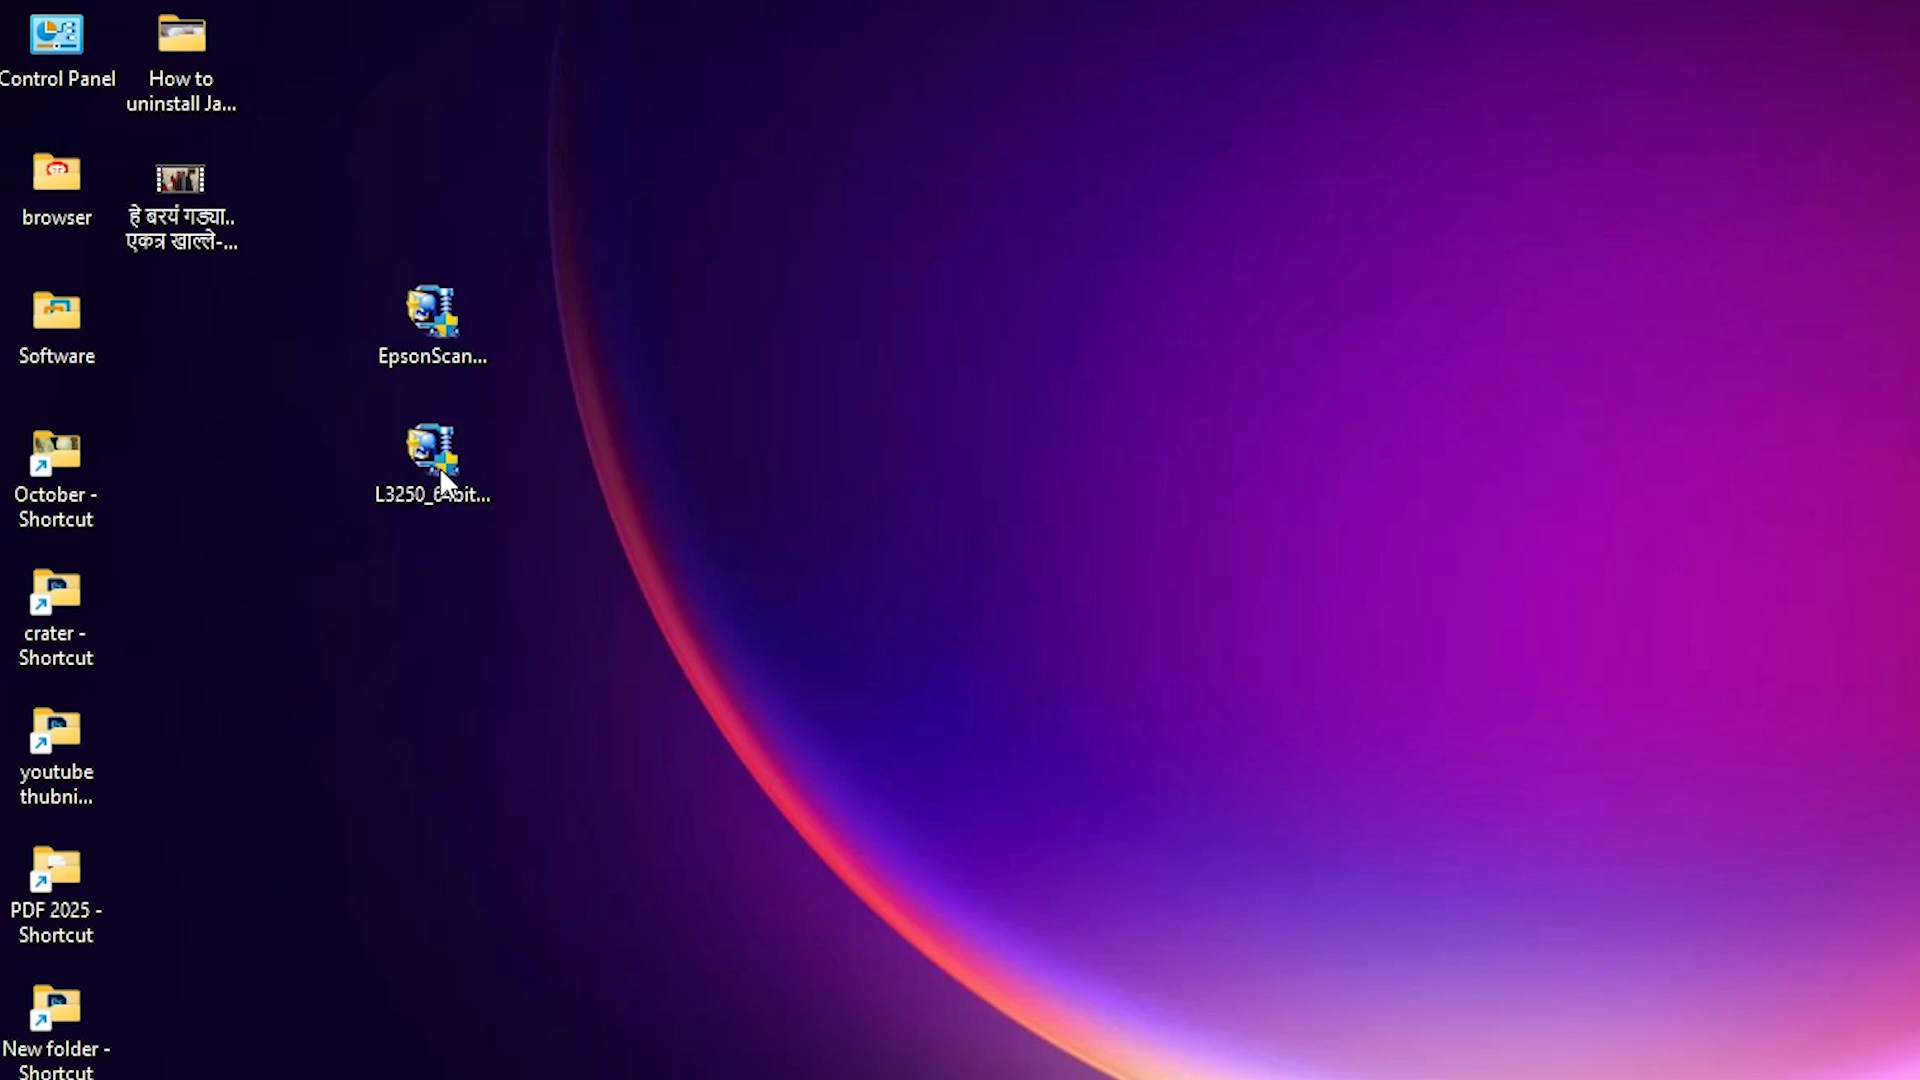 Control Panel
How to
uninstall Ja...
browser
हे बरयं गड्या..
एकत्र खाल्ले-...
Software
EpsonScan...
October -
Shortcut
L3250_64bit...
crater -
Shortcut
youtube
thubni...
PDF 2025 -
Shortcut
New folder -
Shortcut